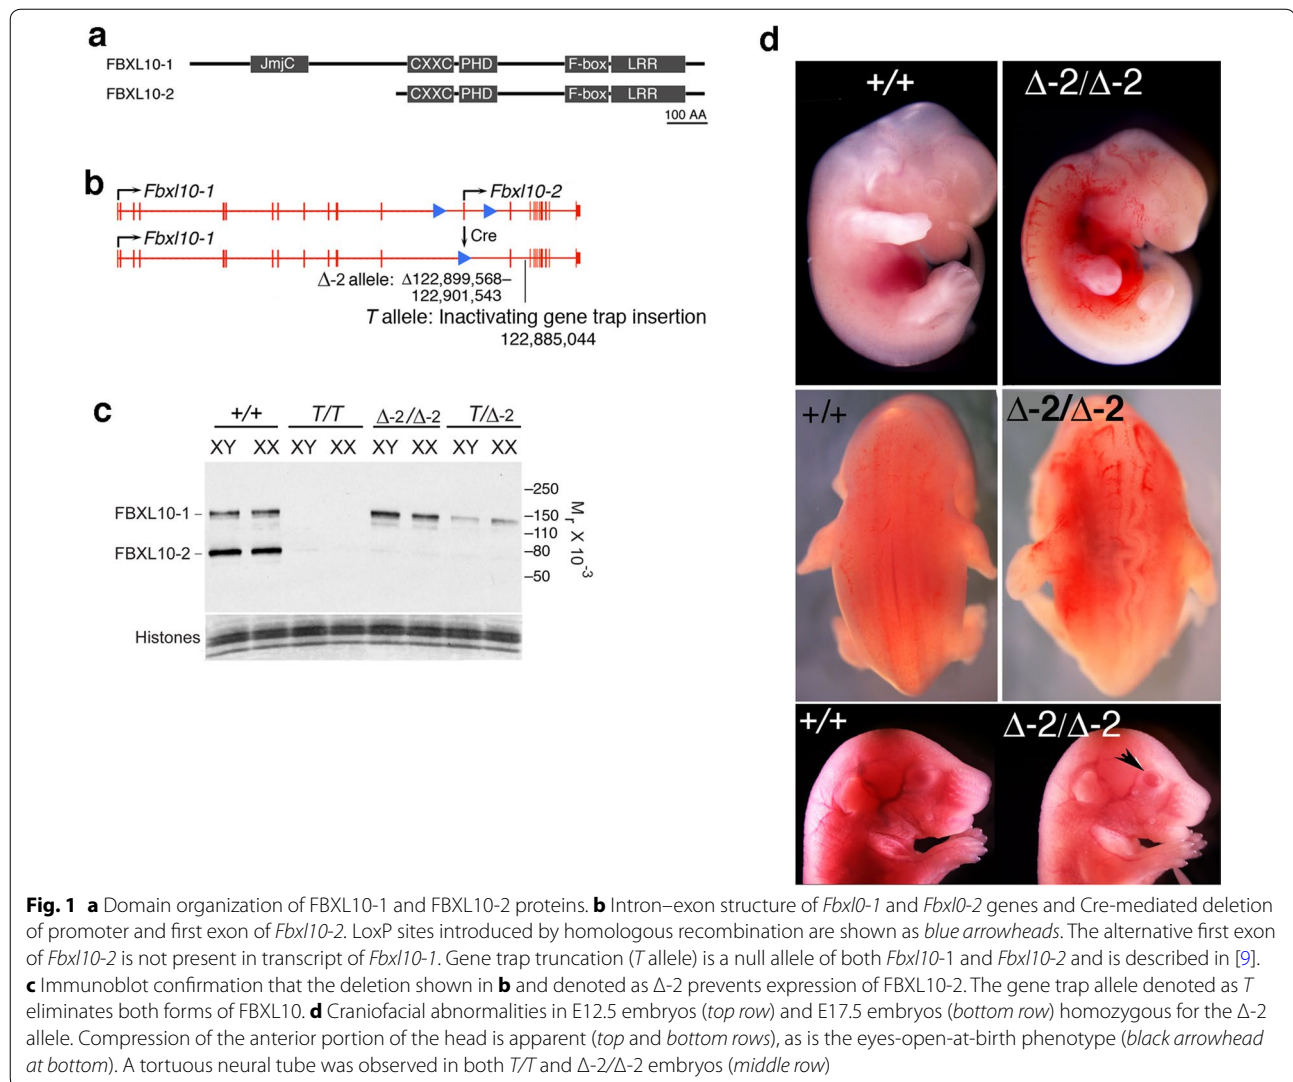 a
FBXL10-1
JmjC
CXXC
PHD
F-box
LRR
FBXL10-2
CXXC
PHD
F-box
LRR
100 AA
b
Fbxl10-1
Fbxl10-2
Fbxl10-1
Cre
Δ-2 allele: Δ122,899,568–
122,901,543
T allele: Inactivating gene trap insertion
122,885,044
c
+/+ T/T Δ-2/Δ-2 T/Δ-2
XY XX XY XX XY XX XY XX
FBXL10-1 –
FBXL10-2 –
–250
–150
–110
–80
–50
Mr X 10-3
Histones
d
+/+
Δ-2/Δ-2
+/+
Δ-2/Δ-2
+/+
Δ-2/Δ-2
Fig. 1 a Domain organization of FBXL10-1 and FBXL10-2 proteins. b Intron–exon structure of Fbxl0-1 and Fbxl0-2 genes and Cre-mediated deletion
of promoter and first exon of Fbxl10-2. LoxP sites introduced by homologous recombination are shown as blue arrowheads. The alternative first exon
of Fbxl10-2 is not present in transcript of Fbxl10-1. Gene trap truncation (T allele) is a null allele of both Fbxl10-1 and Fbxl10-2 and is described in [9].
c Immunoblot confirmation that the deletion shown in b and denoted as Δ-2 prevents expression of FBXL10-2. The gene trap allele denoted as T
eliminates both forms of FBXL10. d Craniofacial abnormalities in E12.5 embryos (top row) and E17.5 embryos (bottom row) homozygous for the Δ-2
allele. Compression of the anterior portion of the head is apparent (top and bottom rows), as is the eyes-open-at-birth phenotype (black arrowhead
at bottom). A tortuous neural tube was observed in both T/T and Δ-2/Δ-2 embryos (middle row)